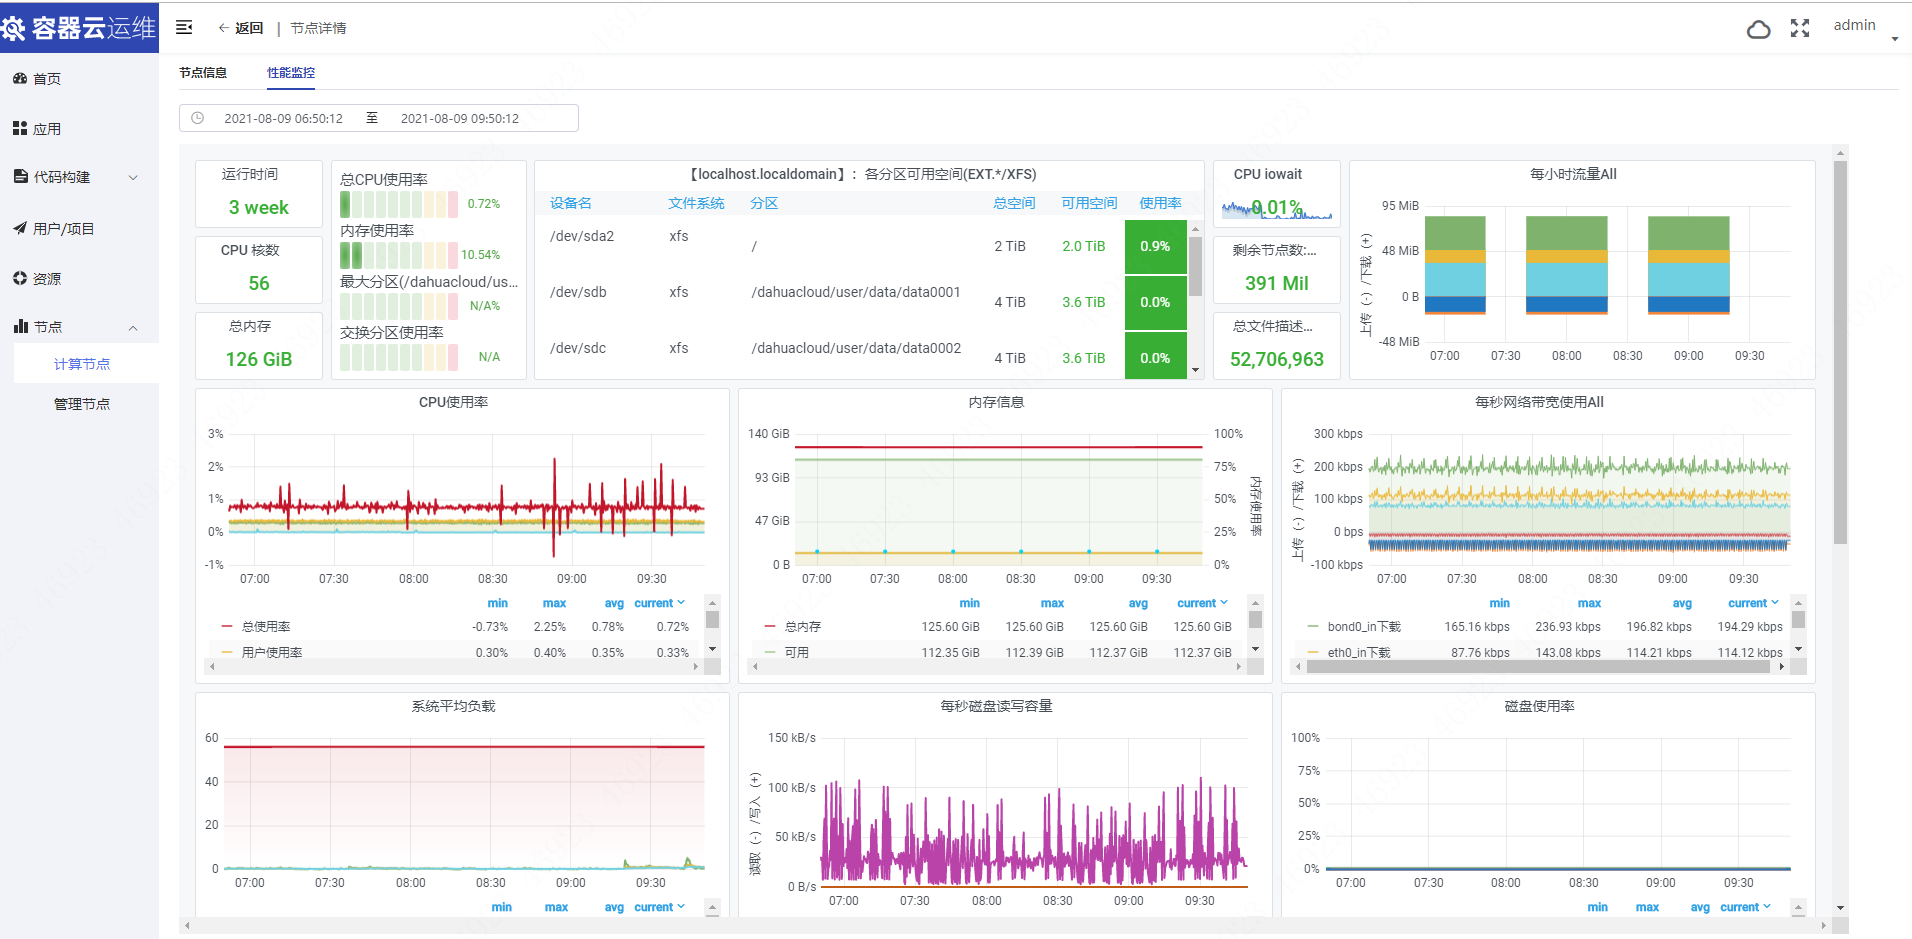 容器云运维
返回 | 节点详情
admin
首页
应用
代码构建
用户/项目
资源
节点
计算节点
管理节点
节点信息
性能监控
2021-08-09 06:50:12 至 2021-08-09 09:50:12
运行时间
3 week
CPU 核数
56
总内存
126 GiB
总CPU使用率
0.72%
内存使用率
10.54%
最大分区(/dahuacloud/us...
N/A%
交换分区使用率
N/A
【localhost.localdomain】：各分区可用空间(EXT.*/XFS)
设备名 文件系统 分区 总空间 可用空间 使用率
/dev/sda2 xfs / 2 TiB 2.0 TiB 0.9%
/dev/sdb xfs /dahuacloud/user/data/data0001 4 TiB 3.6 TiB 0.0%
/dev/sdc xfs /dahuacloud/user/data/data0002 4 TiB 3.6 TiB 0.0%
CPU iowait
0.01%
剩余节点数:...
391 Mil
总文件描述...
52,706,963
每小时流量All
上传（-）/下载（+）
95 MiB
48 MiB
0 B
-48 MiB
07:00 07:30 08:00 08:30 09:00 09:30
CPU使用率
3%
2%
1%
0%
-1%
07:00 07:30 08:00 08:30 09:00 09:30
min max avg current
总使用率 -0.73% 2.25% 0.78% 0.72%
用户使用率 0.30% 0.40% 0.35% 0.33%
内存信息
140 GiB
93 GiB
47 GiB
0 B
100%
75%
50%
25%
0%
内存使用率
07:00 07:30 08:00 08:30 09:00 09:30
min max avg current
总内存 125.60 GiB 125.60 GiB 125.60 GiB 125.60 GiB
可用 112.35 GiB 112.39 GiB 112.37 GiB 112.37 GiB
每秒网络带宽使用All
上传（-）/下载（+）
300 kbps
200 kbps
100 kbps
0 bps
-100 kbps
07:00 07:30 08:00 08:30 09:00 09:30
min max avg current
bond0_in下载 165.16 kbps 236.93 kbps 196.82 kbps 194.29 kbps
eth0_in下载 87.76 kbps 143.08 kbps 114.21 kbps 114.12 kbps
系统平均负载
60
40
20
0
07:00 07:30 08:00 08:30 09:00 09:30
min max avg current
每秒磁盘读写容量
读取（-）/写入（+）
150 kB/s
100 kB/s
50 kB/s
0 B/s
07:00 07:30 08:00 08:30 09:00 09:30
磁盘使用率
100%
75%
50%
25%
0%
07:00 07:30 08:00 08:30 09:00 09:30
min max avg current